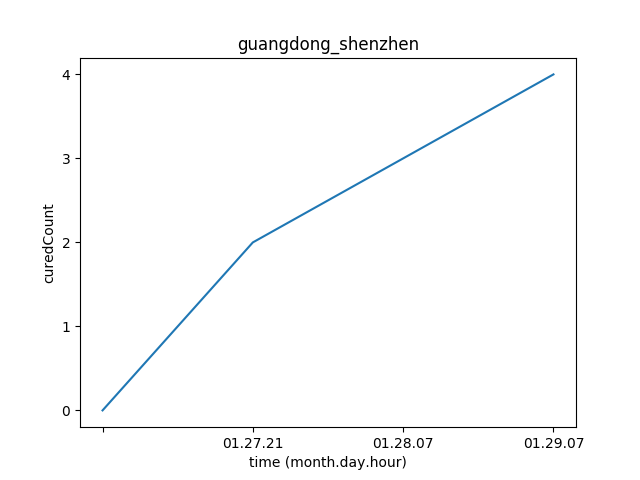 guangdong_shenzhen
4
3
2
1
0
curedCount
01.27.21
01.28.07
01.29.07
time (month.day.hour)